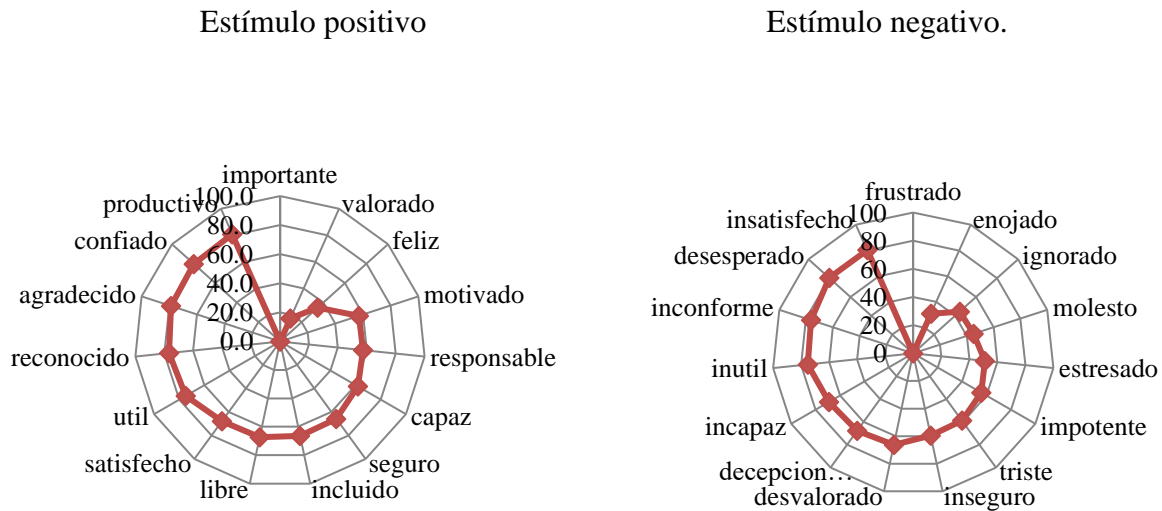 Estímulo positivo
importante
valorado
feliz
motivado
responsable
capaz
seguro
incluido
libre
satisfecho
util
reconocido
agradecido
confiado
productivo
100.0
80.0
60.0
40.0
20.0
0.0
Estímulo negativo.
frustrado
enojado
ignorado
molesto
estresado
impotente
triste
inseguro
desvalorado
decepcion…
incapaz
inutil
inconforme
desesperado
insatisfecho
100
80
60
40
20
0